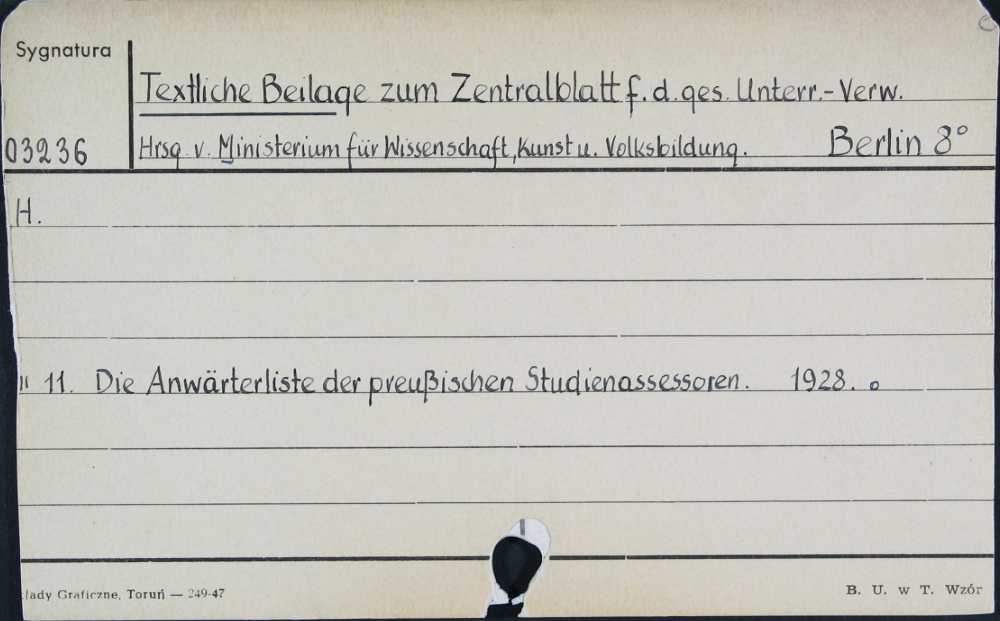 Sygnatura
Textliche Beilage zum Zentralblatt f. d. ges. Unterr.-Verw.
03236
Hrsg. v. Ministerium für Wissenschaft, Kunst u. Volksbildung. Berlin 8°
H.
" 11. Die Anwärterliste der preußischen Studienassessoren. 1928. o
łady Graficzne, Toruń — 249-47
B. U. w T. Wzór